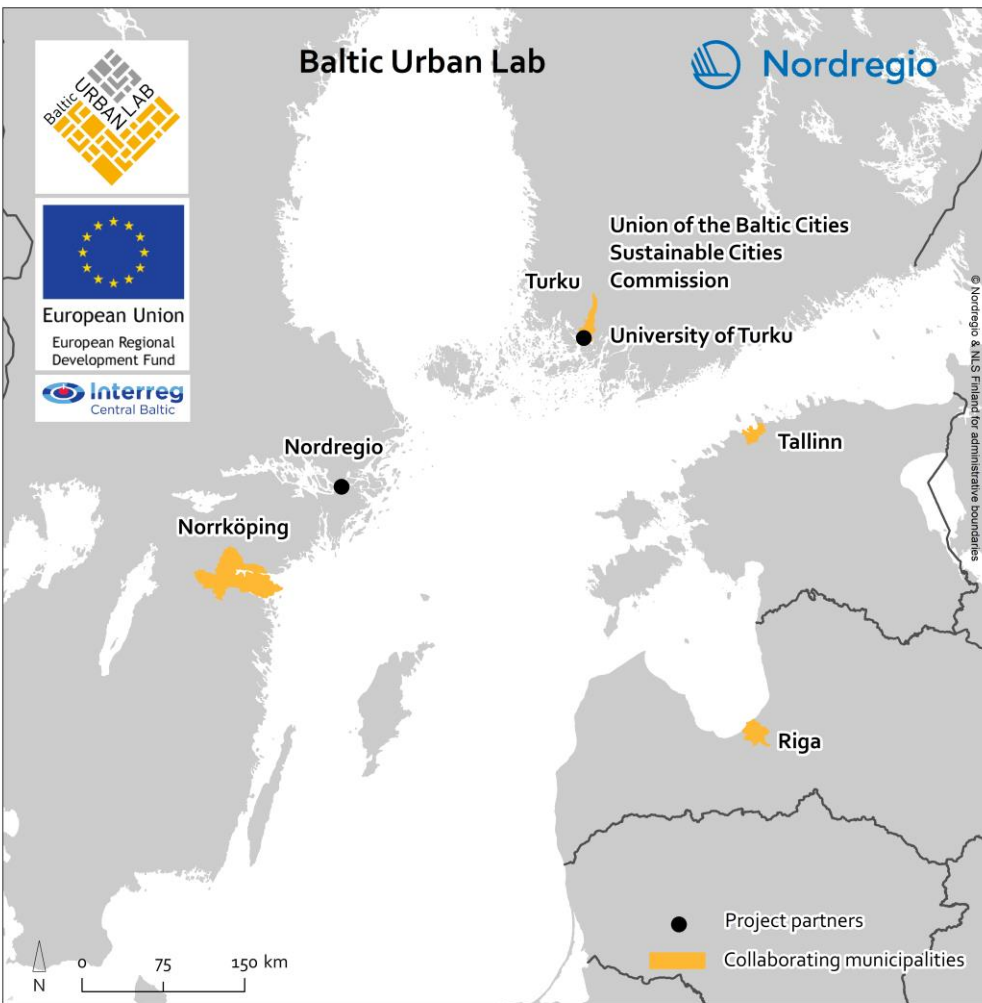 Baltic Urban Lab
Nordregio
Baltic
URBAN
LAB
European Union
European Regional
Development Fund
Interreg
Central Baltic
Union of the Baltic Cities
Sustainable Cities
Commission
Turku
University of Turku
Tallinn
Nordregio
Norrköping
Riga
© Nordregio & NLS Finland for administrative boundaries
Project partners
Collaborating municipalities
N
0 75 150 km